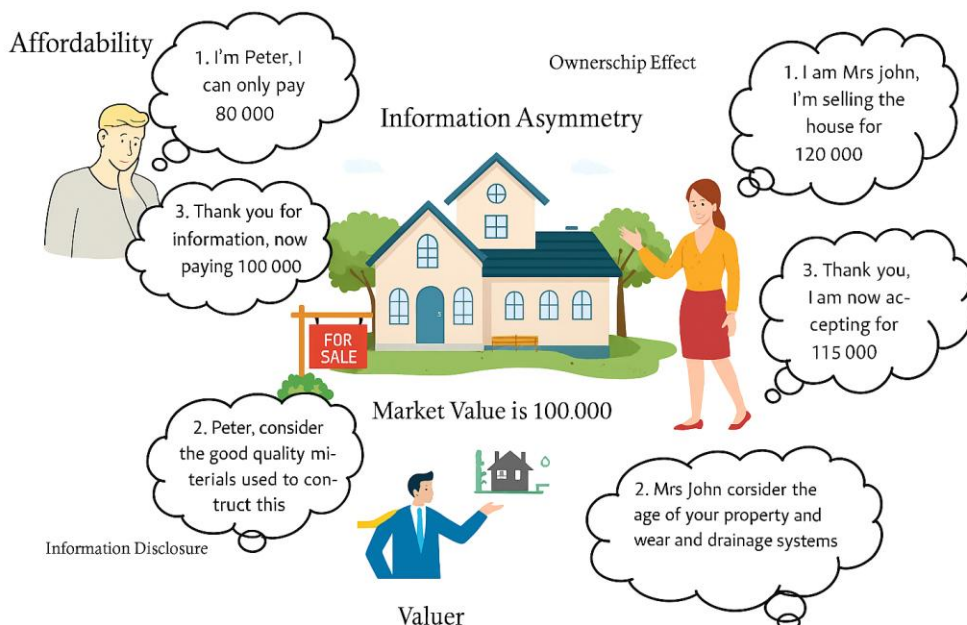 Affordability
1. I'm Peter, I
can only pay
80 000
Ownerschip Effect
1. I am Mrs john,
I'm selling the
house for
120 000
Information Asymmetry
3. Thank you for
information, now
paying 100 000
3. Thank you,
I am now ac-
cepting for
115 000
FOR
SALE
Market Value is 100.000
2. Peter, consider
the good quality mi-
terials used to con-
truct this
2. Mrs John corsider the
age of your property and
wear and drainage systems
Information Disclosure
Valuer